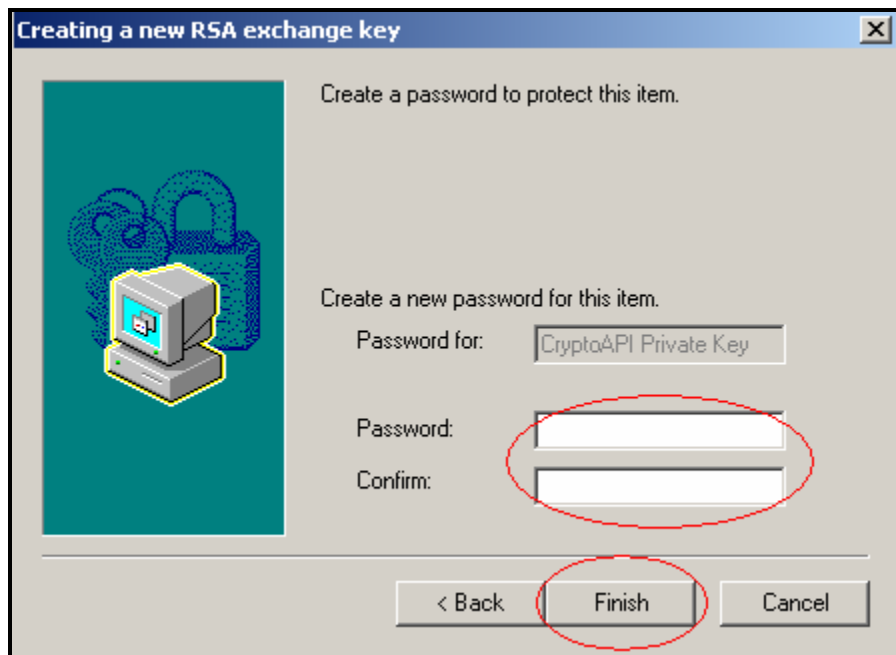 Creating a new RSA exchange key
Create a password to protect this item.
Create a new password for this item.
Password for: CryptoAPI Private Key
Password:
Confirm:
< Back Finish Cancel